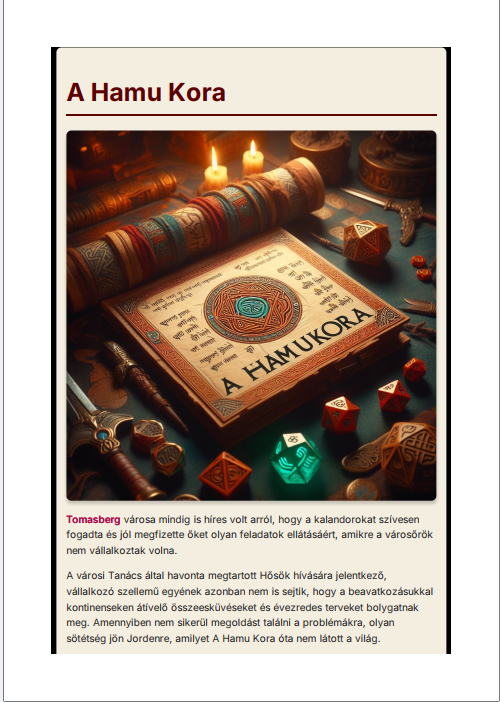 A Hamu Kora
A HAMUKORA
Tomasberg városa mindig is híres volt arról, hogy a kalandorokat szívesen
fogadta és jól megfizette őket olyan feladatok ellátásáért, amikre a városőrök
nem vállalkoztak volna.
A városi Tanács által havonta megtartott Hősök hívására jelentkező,
vállalkozó szellemű egyének azonban nem is sejtik, hogy a beavatkozásukkal
kontinenseken átívelő összeesküvéseket és évezredes terveket bolygatnak
meg. Amennyiben nem sikerül megoldást találni a problémákra, olyan
sötétség jön Jordenre, amilyet A Hamu Kora óta nem látott a világ.